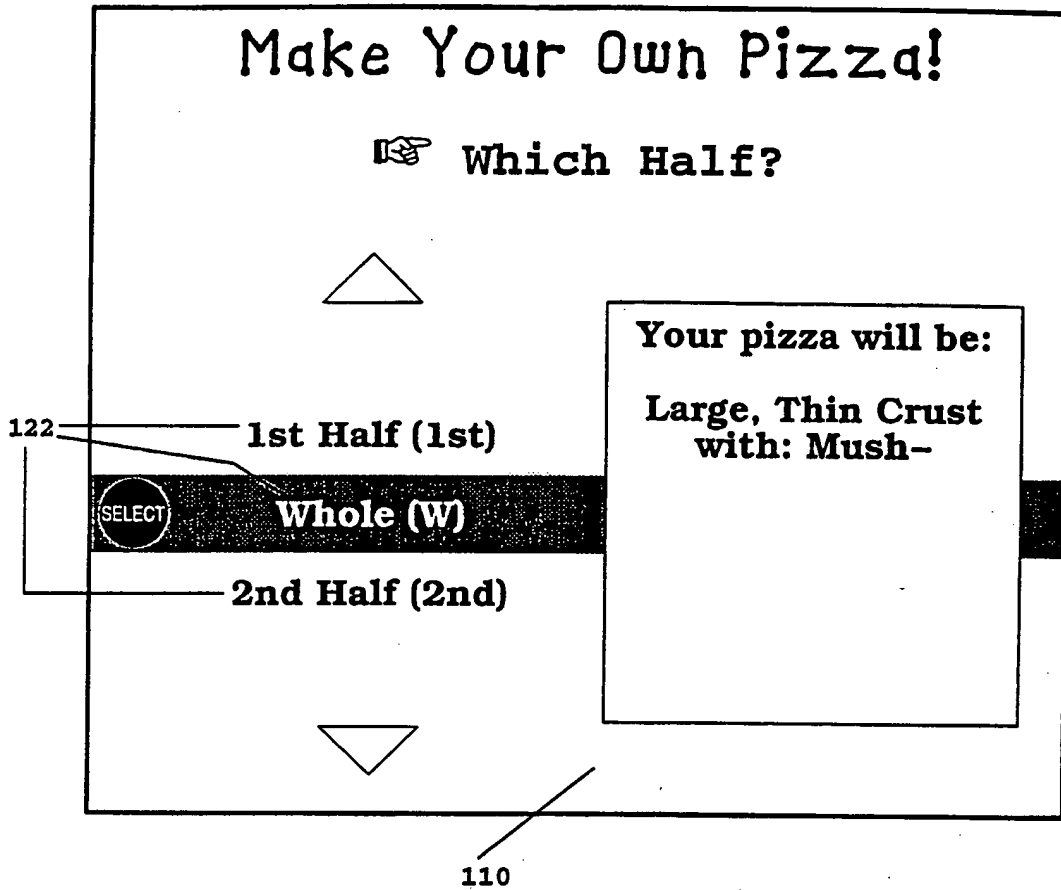 Make Your Own Pizza!
☞ Which Half?
Your pizza will be:
Large, Thin Crust
with: Mush–
122
1st Half (1st)
SELECT
Whole (W)
2nd Half (2nd)
110